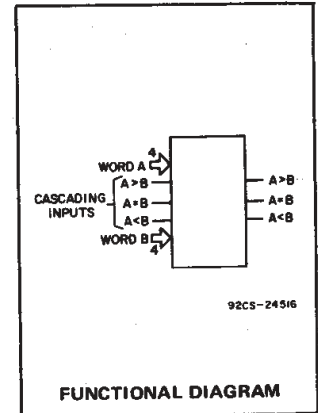 4
WORD A
A>B
A>B
CASCADING INPUTS
A=B
A=B
A<B
A<B
WORD B
4
92CS-24516
FUNCTIONAL DIAGRAM